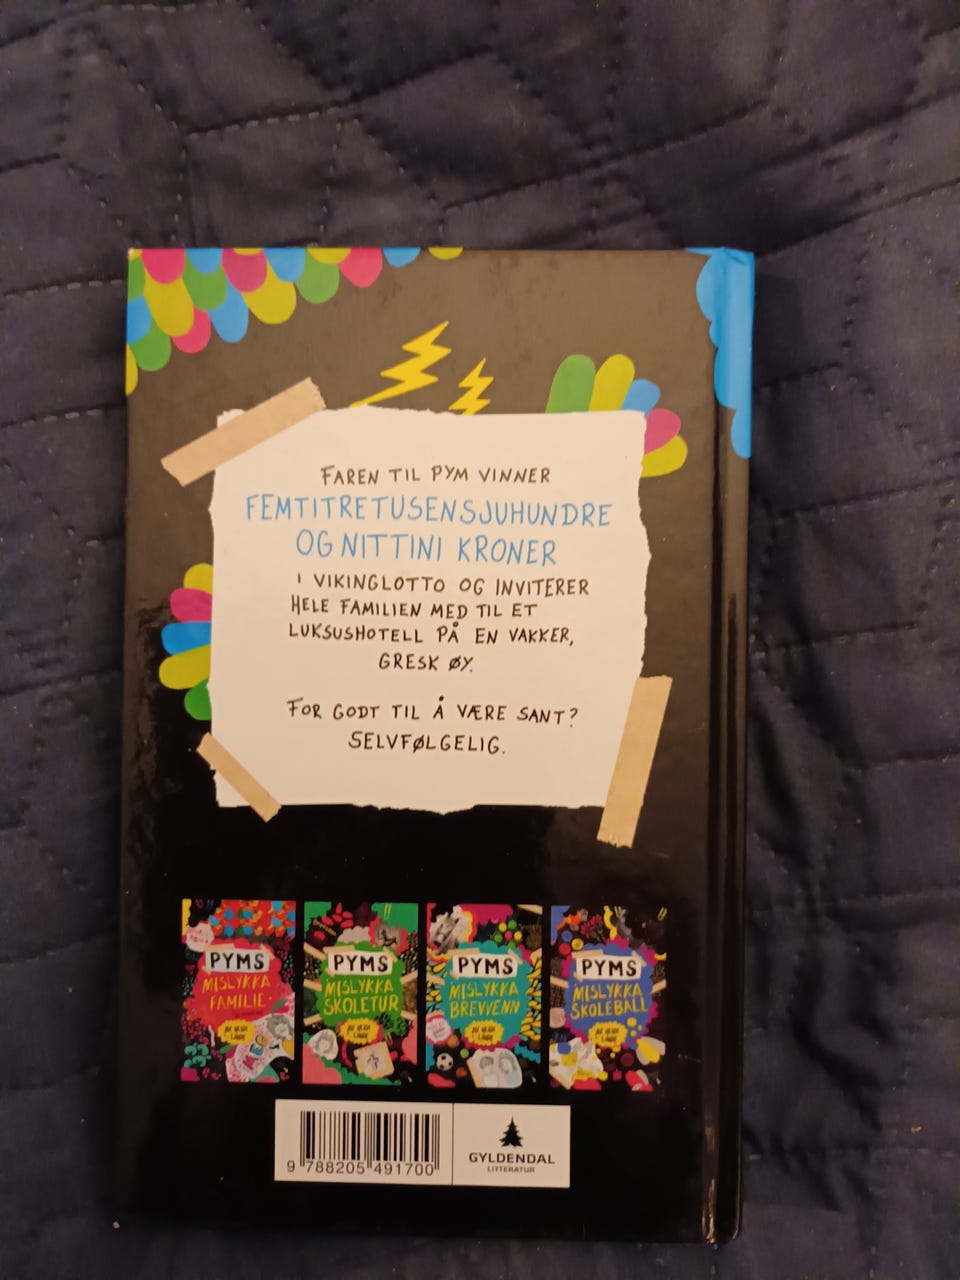 FAREN TIL PYM VINNER
FEMTITRETUSENSJUHUNDRE
OG NITTINI KRONER
I VIKINGLOTTO OG INVITERER
HELE FAMILIEN MED TIL ET
LUKSUSHOTELL PÅ EN VAKKER,
GRESK ØY.
FOR GODT TIL Å VÆRE SANT?
SELVFØLGELIG.
PYMS
MISLYKKA
FAMILIE
PYMS
MISLYKKA
SKOLETUR
PYMS
MISLYKKA
BREVVENN
PYMS
MISLYKKA
SKOLEBALL
9 788205 491700
GYLDENDAL
LITTERATUR